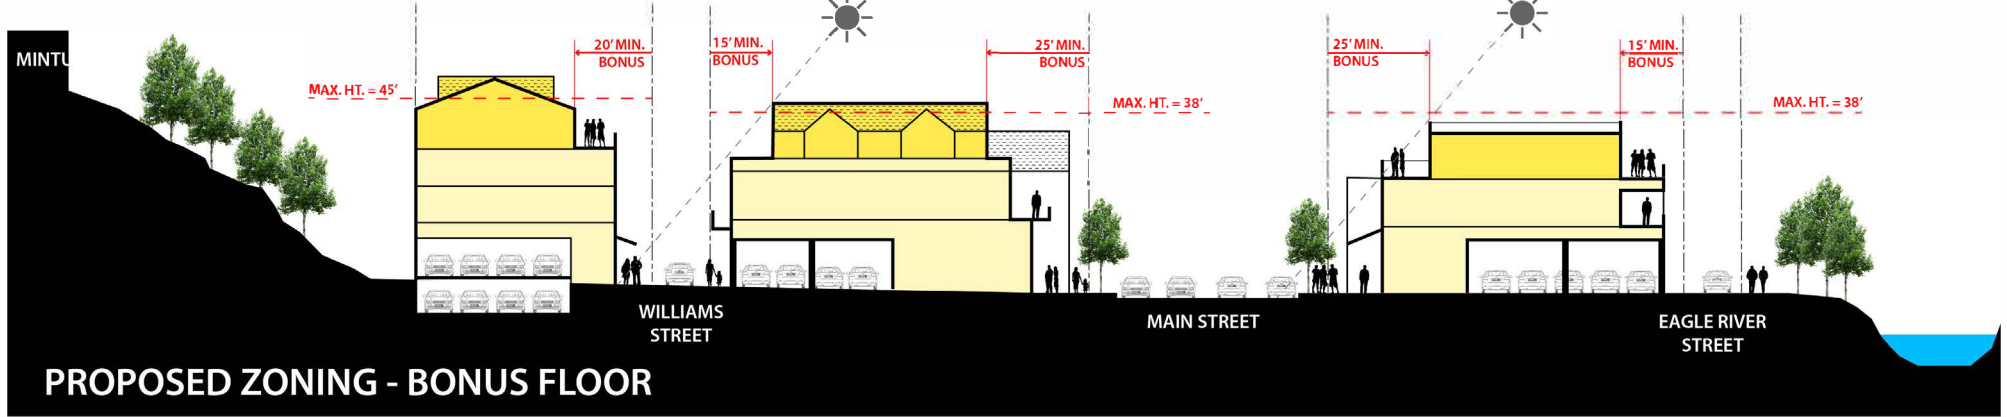 MINTU
MAX. HT. = 45'
20' MIN.
BONUS
15' MIN.
BONUS
25' MIN.
BONUS
MAX. HT. = 38'
25' MIN.
BONUS
15' MIN.
BONUS
MAX. HT. = 38'
WILLIAMS
STREET
MAIN STREET
EAGLE RIVER
STREET
PROPOSED ZONING - BONUS FLOOR